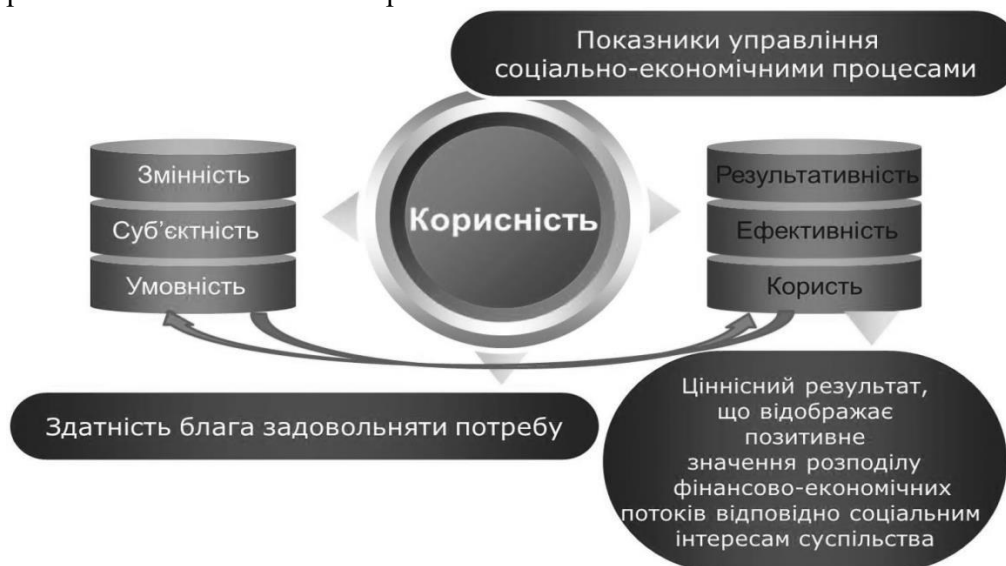 Показники управління
соціально-економічними процесами
Змінність
Суб’єктність
Умовність
Корисність
Результативність
Ефективність
Користь
Здатність блага задовольняти потребу
Ціннісний результат,
що відображає
позитивне
значення розподілу
фінансово-економічних
потоків відповідно соціальним
інтересам суспільства